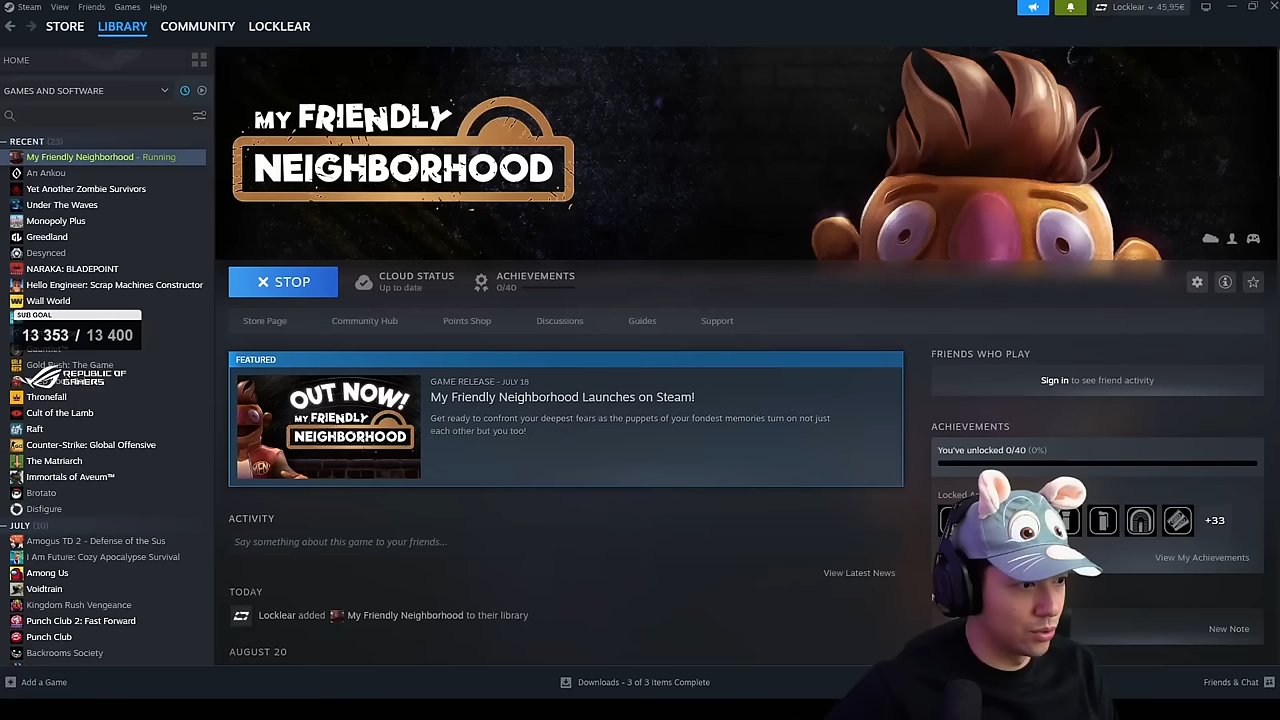 Steam View Friends Games Help
Locklear 45,95€
STORE LIBRARY COMMUNITY LOCKLEAR
HOME
GAMES AND SOFTWARE
RECENT (23)
My Friendly Neighborhood - Running
An Ankou
Yet Another Zombie Survivors
Under The Waves
Monopoly Plus
Greedland
Desynced
NARAKA: BLADEPOINT
Hello Engineer: Scrap Machines Constructor
Wall World
SUB GOAL
13 353 / 13 400
Gauntlet™
Gold Rush: The Game
REPUBLIC OF
GAMERS
Thronefall
Cult of the Lamb
Raft
Counter-Strike: Global Offensive
The Matriarch
Immortals of Aveum™
Brotato
Disfigure
JULY (10)
Amogus TD 2 - Defense of the Sus
I Am Future: Cozy Apocalypse Survival
Among Us
Voidtrain
Kingdom Rush Vengeance
Punch Club 2: Fast Forward
Punch Club
Backrooms Society
Add a Game
MY FRIENDLY
NEIGHBORHOOD
STOP
CLOUD STATUS
Up to date
ACHIEVEMENTS
0/40
Store Page Community Hub Points Shop Discussions Guides Support
FEATURED
OUT NOW!
MY FRIENDLY
NEIGHBORHOOD
GAME RELEASE - JULY 18
My Friendly Neighborhood Launches on Steam!
Get ready to confront your deepest fears as the puppets of your fondest memories turn on not just
each other but you too!
ACTIVITY
Say something about this game to your friends...
View Latest News
TODAY
Locklear added My Friendly Neighborhood to their library
AUGUST 20
FRIENDS WHO PLAY
Sign in to see friend activity
ACHIEVEMENTS
You've unlocked 0/40 (0%)
Locked
+33
View My Achievements
New Note
Downloads - 3 of 3 Items Complete
Friends & Chat